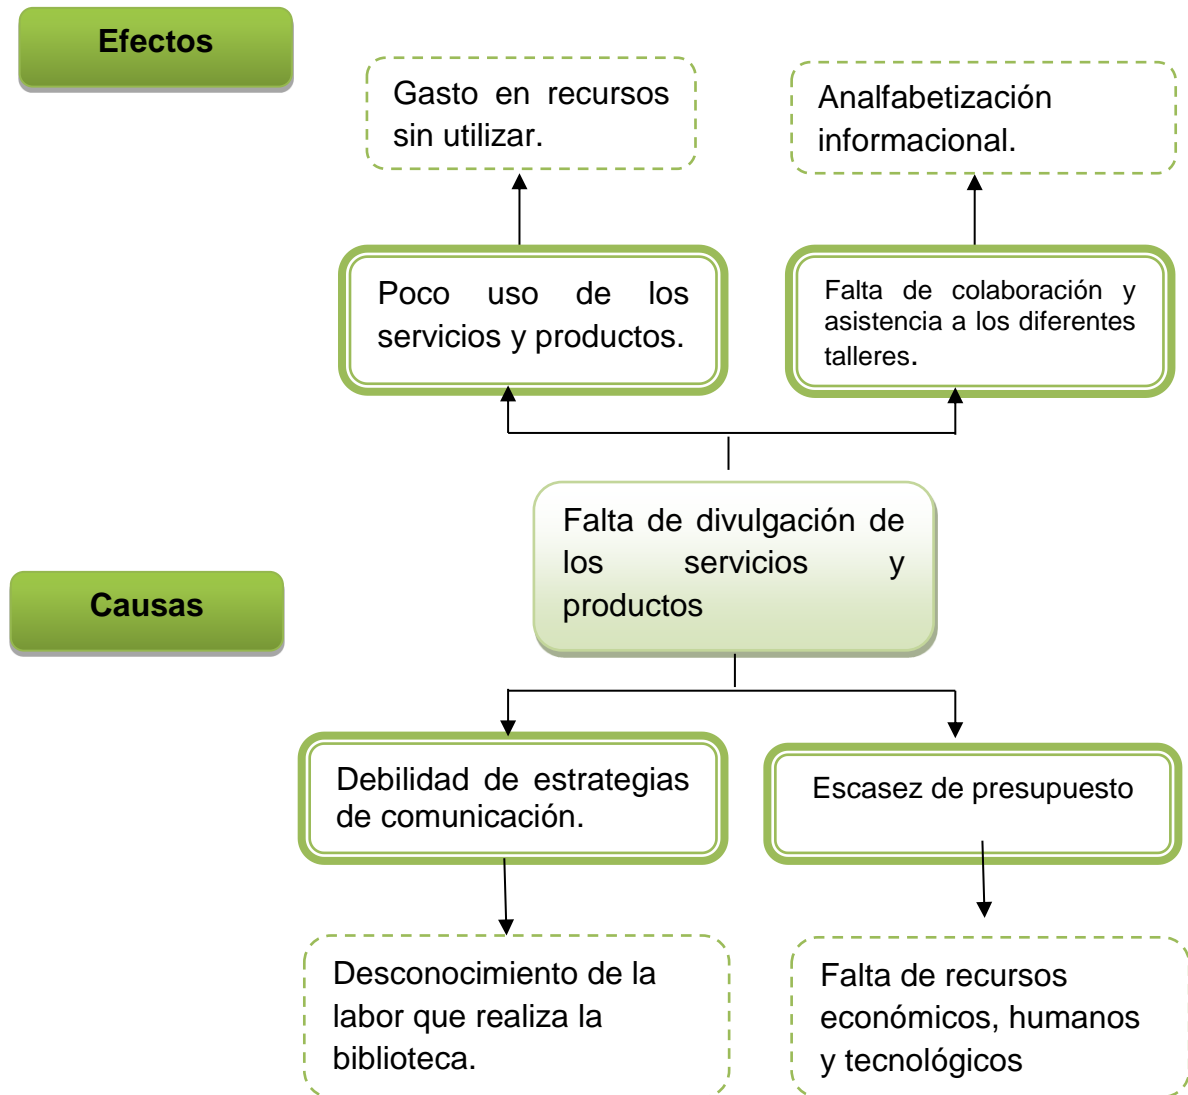 Efectos
Gasto en recursos
sin utilizar.
Analfabetización
informacional.
Poco uso de los
servicios y productos.
Falta de colaboración y
asistencia a los diferentes
talleres.
Falta de divulgación de
los servicios y
productos
Causas
Debilidad de estrategias
de comunicación.
Escasez de presupuesto
Desconocimiento de la
labor que realiza la
biblioteca.
Falta de recursos
económicos, humanos
y tecnológicos